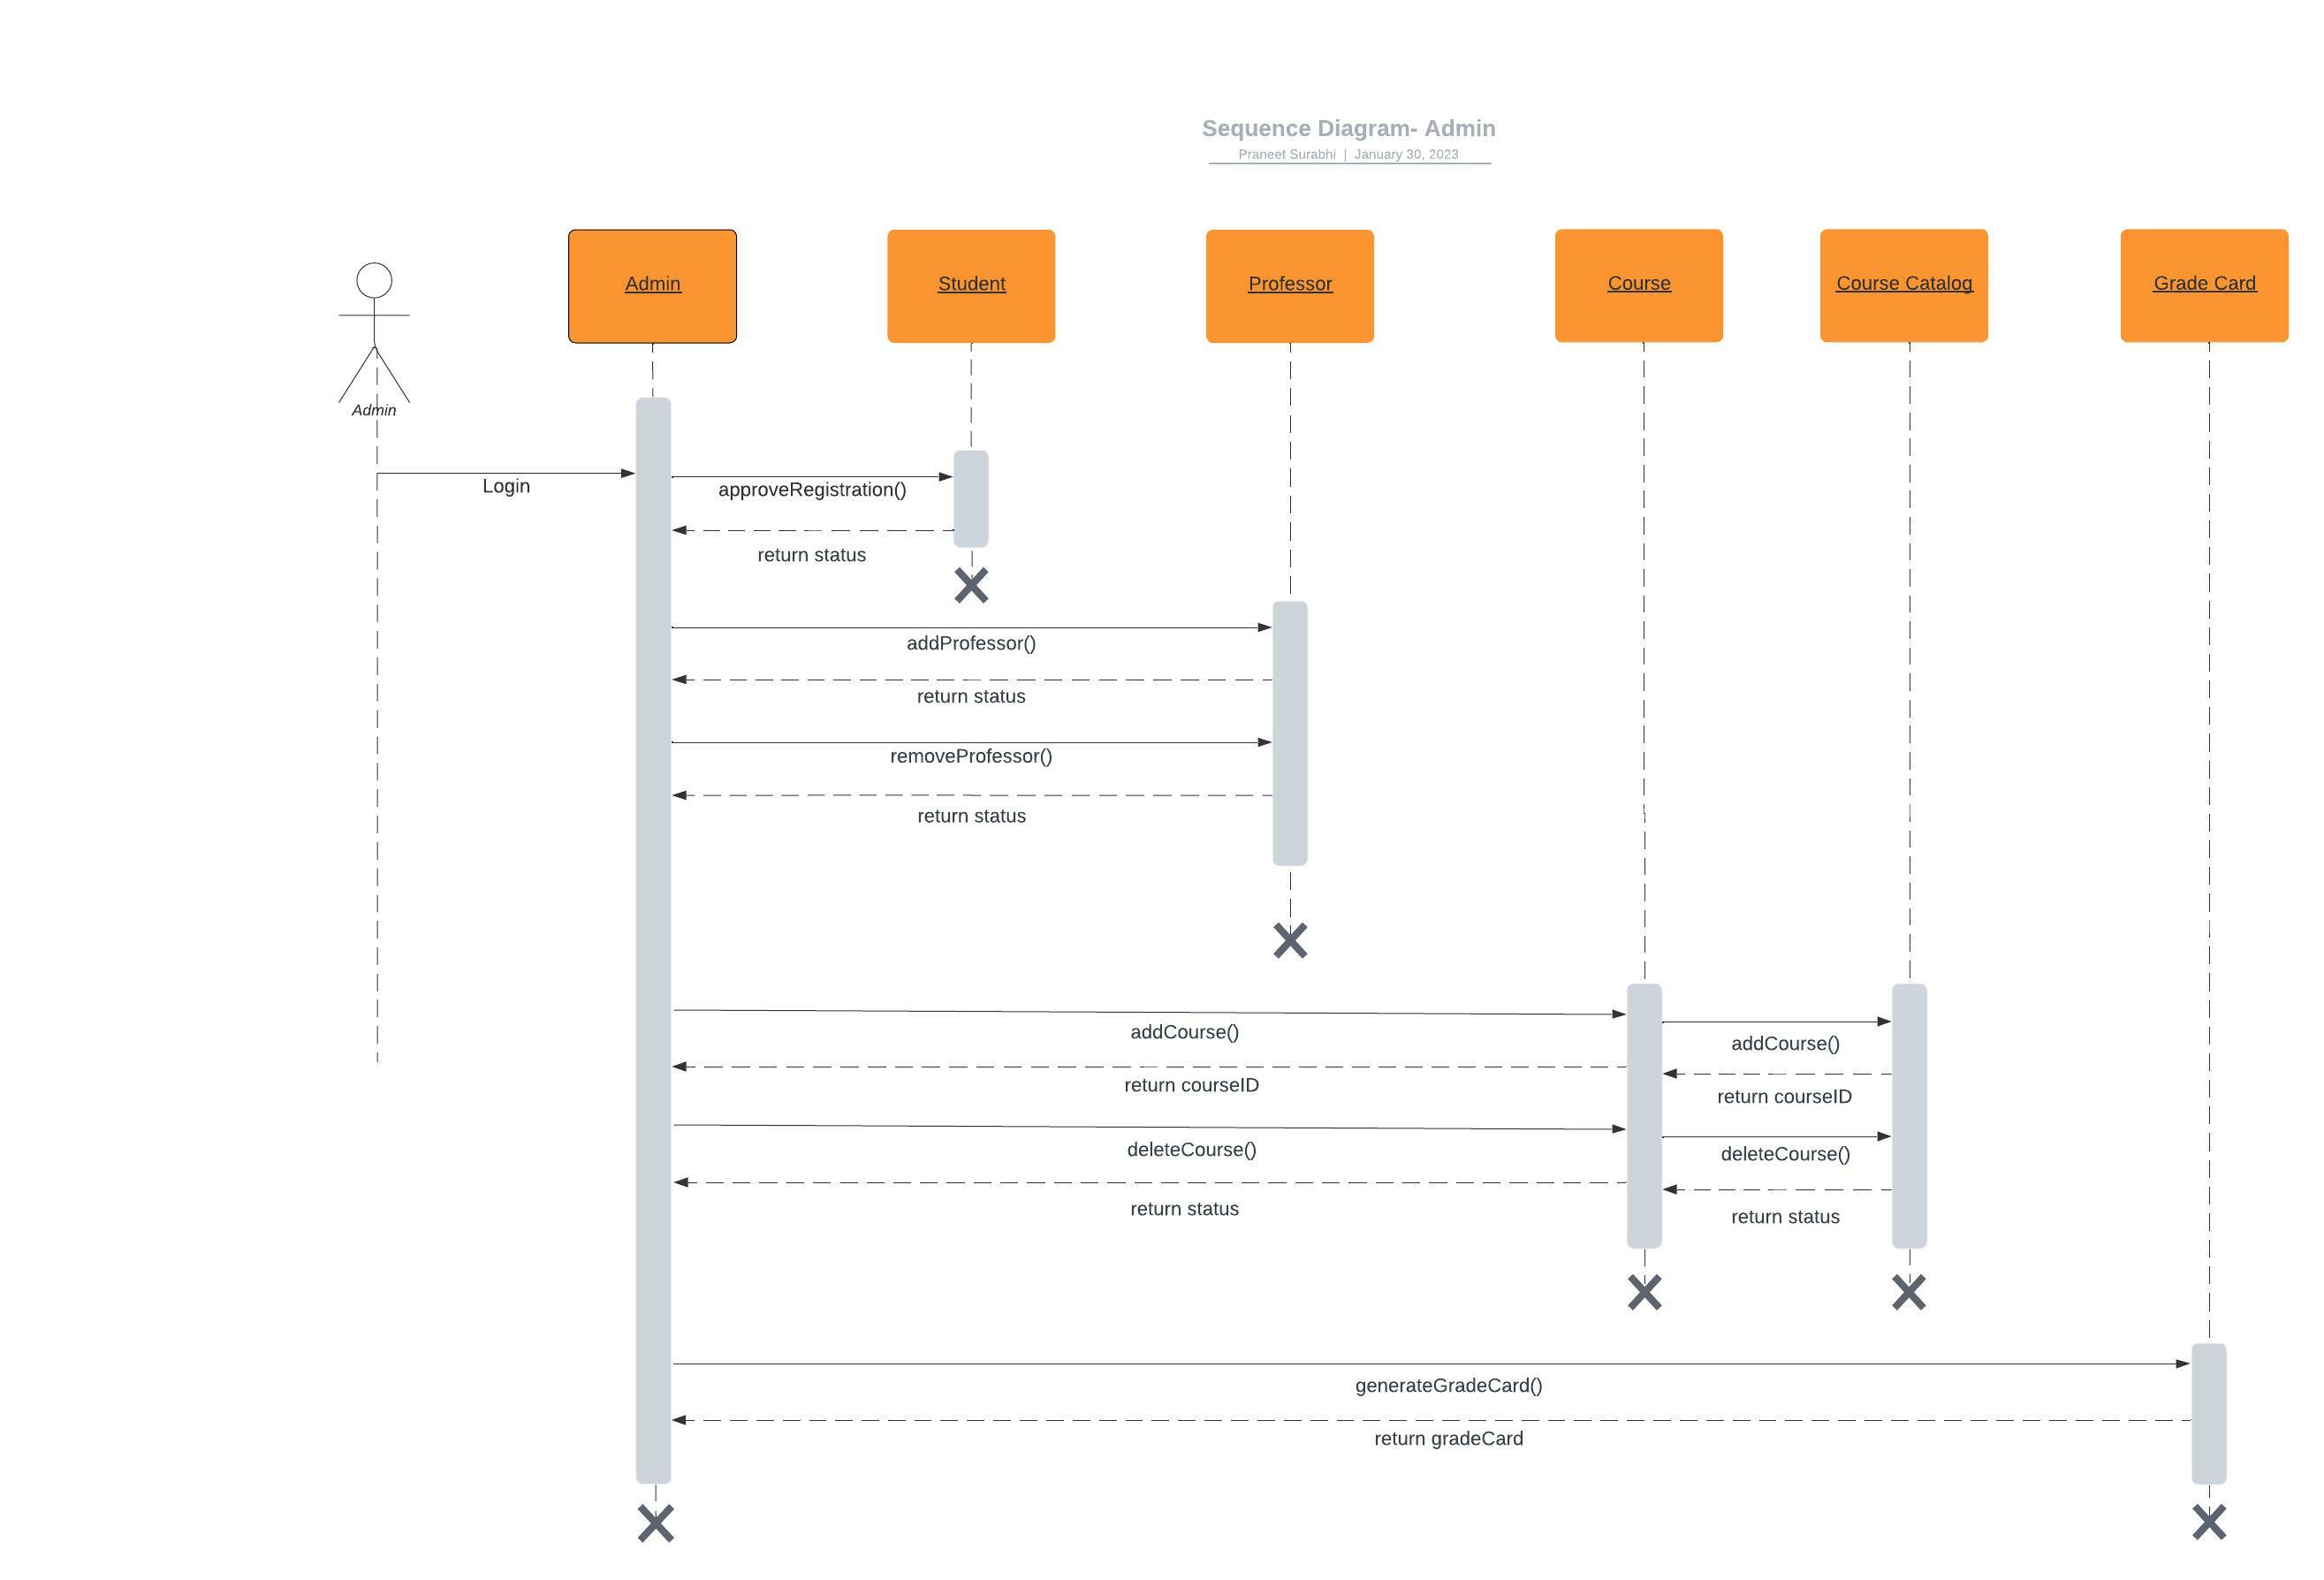 Sequence Diagram- Admin
Praneet Surabhi | January 30, 2023
Admin
Student
Professor
Course
Course Catalog
Grade Card
Admin
Login
approveRegistration()
return status
addProfessor()
return status
removeProfessor()
return status
addCourse()
addCourse()
return courseID
return courseID
deleteCourse()
deleteCourse()
return status
return status
generateGradeCard()
return gradeCard